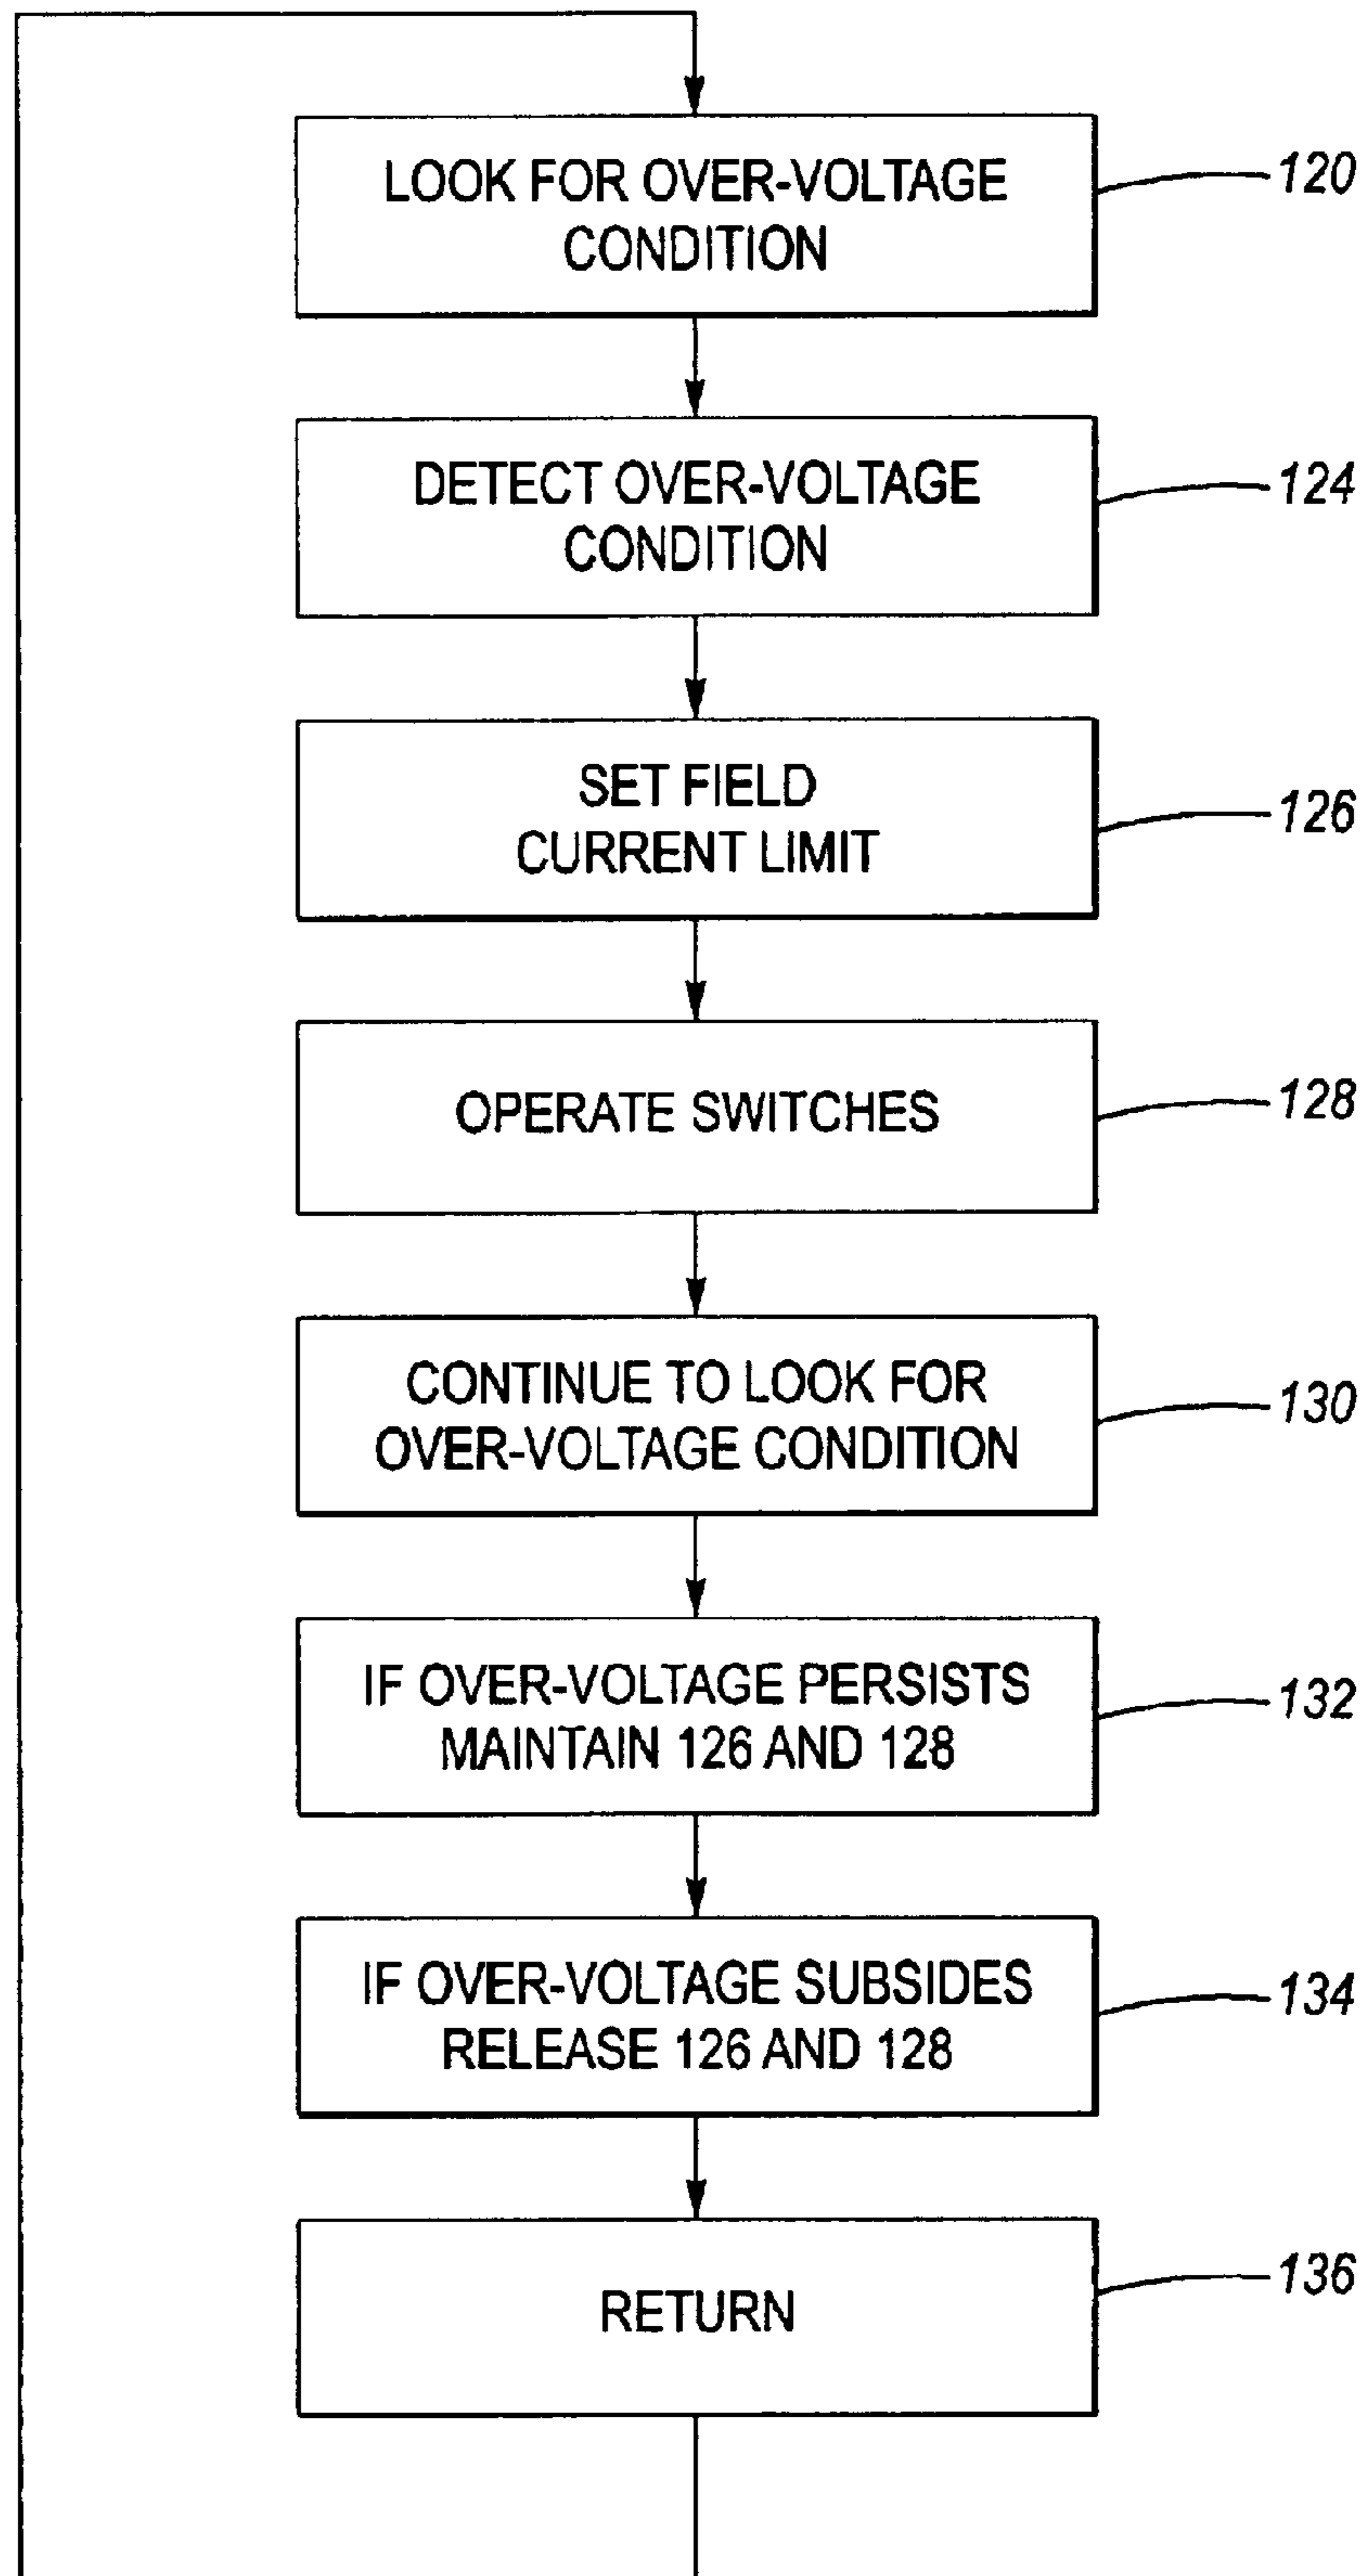 LOOK FOR OVER-VOLTAGE
CONDITION
120
DETECT OVER-VOLTAGE
CONDITION
124
SET FIELD
CURRENT LIMIT
126
OPERATE SWITCHES
128
CONTINUE TO LOOK FOR
OVER-VOLTAGE CONDITION
130
IF OVER-VOLTAGE PERSISTS
MAINTAIN 126 AND 128
132
IF OVER-VOLTAGE SUBSIDES
RELEASE 126 AND 128
134
RETURN
136